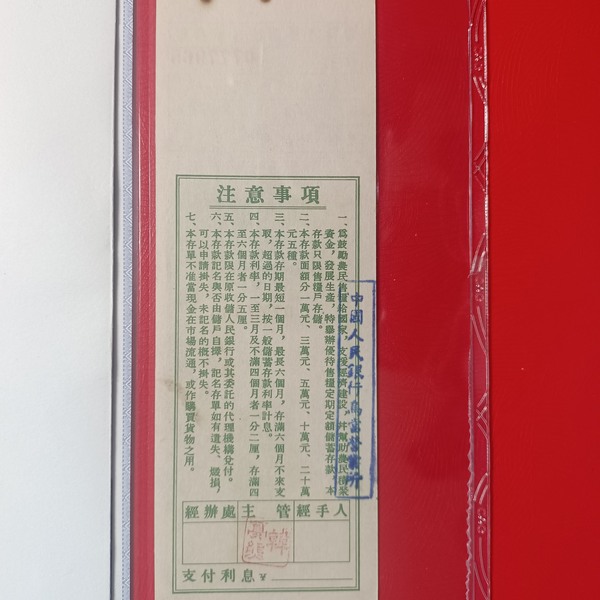 注意事項
一、為鼓勵農民售糧給國家，支援經濟建設，并幫助農民積聚
資金，發展生產，特舉辦優待售糧定期定額儲蓄存款，本
存款只限售糧戶存儲。
二、本存款面額分一萬元、三萬元、五萬元、十萬元、二十萬
元五種。
三、本存款存期最短一個月，最長六個月，存滿六個月不來支
取，超過的日期，按一般儲蓄存款利率計息。
四、本存款利率，一至三月及不滿四個月者一分二厘，存滿四
至六個月者一分五厘。
五、本存款限在原收儲人民銀行或其委託的代理機構兌付。
六、本存款記名與否由儲戶自擇，記名存單如有遺失、燬損，
可以申請掛失，未記名的概不掛失。
七、本存單不准當現金在市場流通，或作購買貨物之用。
中國人民銀行烏當營業所
經辦處主管經手人
韓
支付利息¥